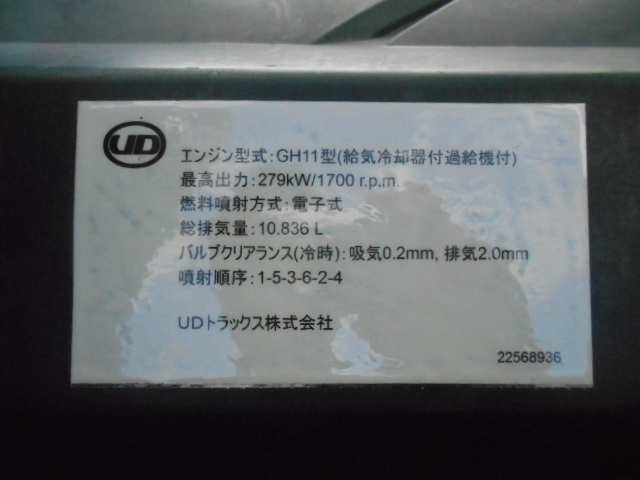 UD
エンジン型式:GH11型(給気冷却器付過給機付)
最高出力:279kW/1700 r.p.m.
燃料噴射方式:電子式
総排気量:10.836 L
バルブクリアランス(冷時):吸気0.2mm, 排気2.0mm
噴射順序:1-5-3-6-2-4
UDトラックス株式会社
22568936